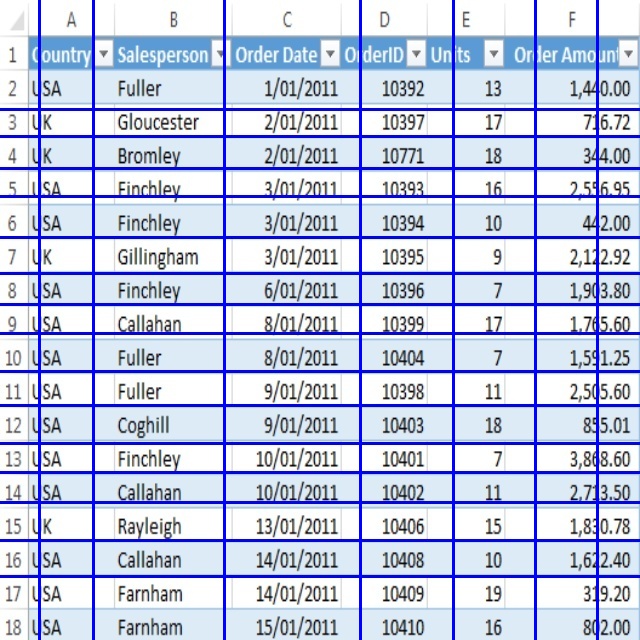 A B C D E F
1 Country Salesperson Order Date OrderID Units Order Amount
2 USA Fuller 1/01/2011 10392 13 1,440.00
3 UK Gloucester 2/01/2011 10397 17 716.72
4 UK Bromley 2/01/2011 10771 18 344.00
5 USA Finchley 3/01/2011 10393 16 2,556.95
6 USA Finchley 3/01/2011 10394 10 442.00
7 UK Gillingham 3/01/2011 10395 9 2,122.92
8 USA Finchley 6/01/2011 10396 7 1,903.80
9 USA Callahan 8/01/2011 10399 17 1,765.60
10 USA Fuller 8/01/2011 10404 7 1,591.25
11 USA Fuller 9/01/2011 10398 11 2,505.60
12 USA Coghill 9/01/2011 10403 18 855.01
13 USA Finchley 10/01/2011 10401 7 3,868.60
14 USA Callahan 10/01/2011 10402 11 2,713.50
15 UK Rayleigh 13/01/2011 10406 15 1,830.78
16 USA Callahan 14/01/2011 10408 10 1,622.40
17 USA Farnham 14/01/2011 10409 19 319.20
18 USA Farnham 15/01/2011 10410 16 802.00